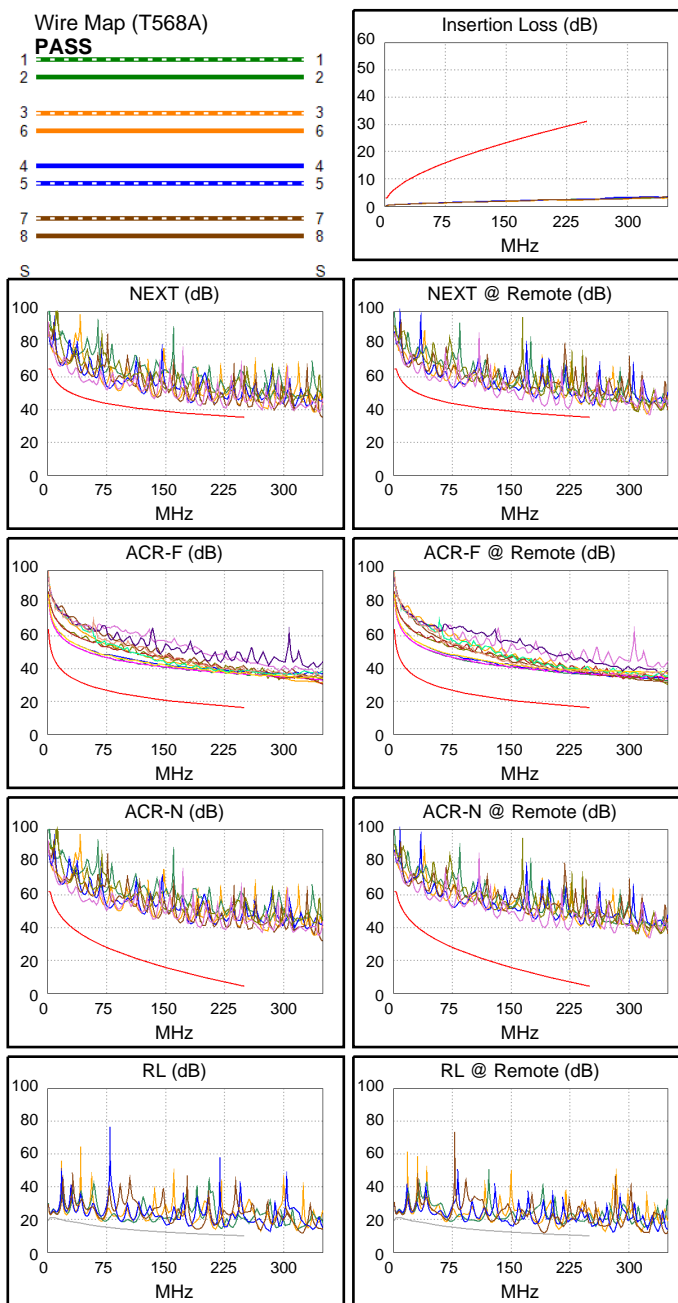 Wire Map (T568A)
PASS
1 1
2 2
3 3
6 6
4 4
5 5
7 7
8 8
S S
Insertion Loss (dB)
60
50
40
30
20
10
0
0 75 150 225 300
MHz
NEXT (dB)
100
80
60
40
20
0
0 75 150 225 300
MHz
NEXT @ Remote (dB)
100
80
60
40
20
0
0 75 150 225 300
MHz
ACR-F (dB)
100
80
60
40
20
0
0 75 150 225 300
MHz
ACR-F @ Remote (dB)
100
80
60
40
20
0
0 75 150 225 300
MHz
ACR-N (dB)
100
80
60
40
20
0
0 75 150 225 300
MHz
ACR-N @ Remote (dB)
100
80
60
40
20
0
0 75 150 225 300
MHz
RL (dB)
100
80
60
40
20
0
0 75 150 225 300
MHz
RL @ Remote (dB)
100
80
60
40
20
0
0 75 150 225 300
MHz